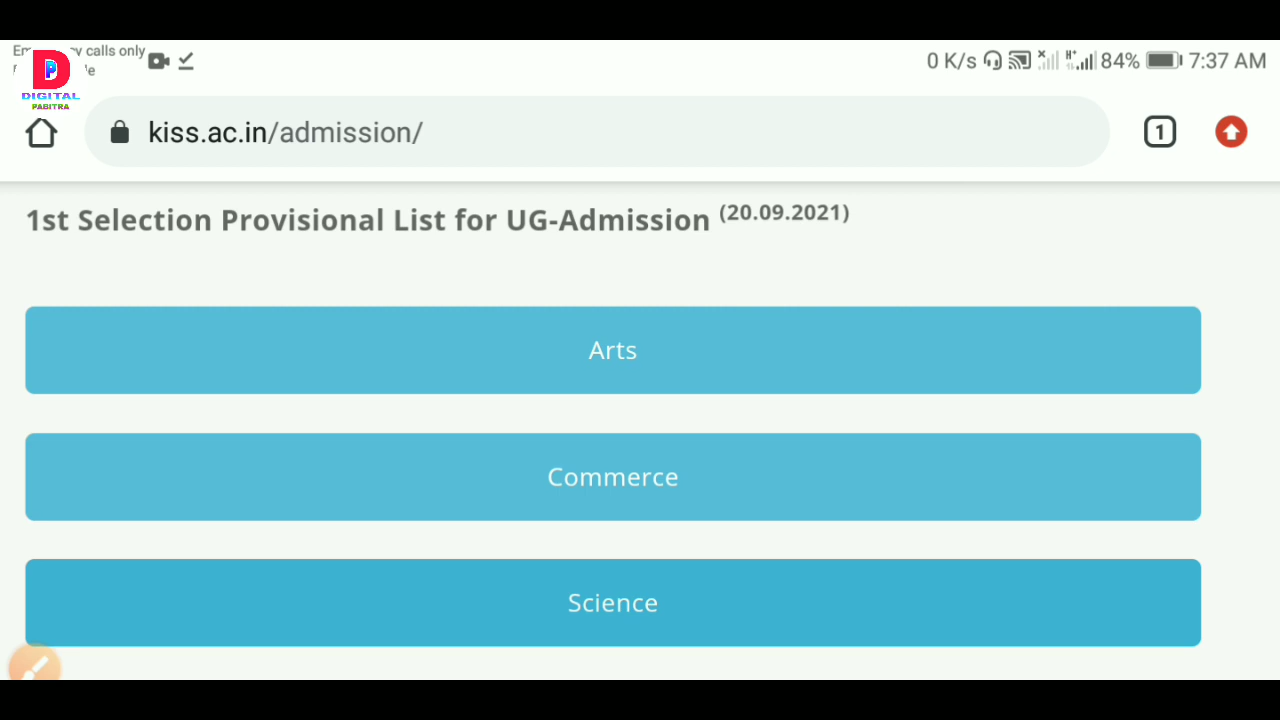 calls only
0 K/s 84% 7:37 AM
D
P
DIGITAL
PABITRA
kiss.ac.in/admission/
1
1st Selection Provisional List for UG-Admission (20.09.2021)
Arts
Commerce
Science